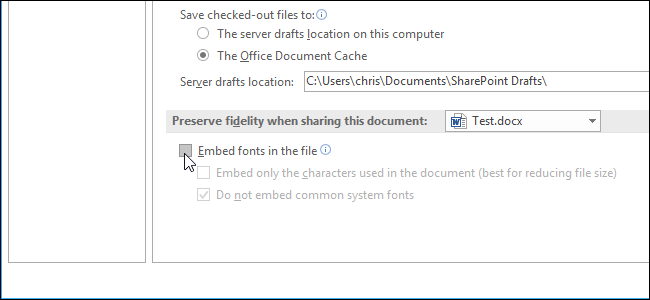 Save checked-out files to:
The server drafts location on this computer
The Office Document Cache
Server drafts location: C:\Users\chris\Documents\SharePoint Drafts\
Preserve fidelity when sharing this document: Test.docx
Embed fonts in the file
Embed only the characters used in the document (best for reducing file size)
Do not embed common system fonts